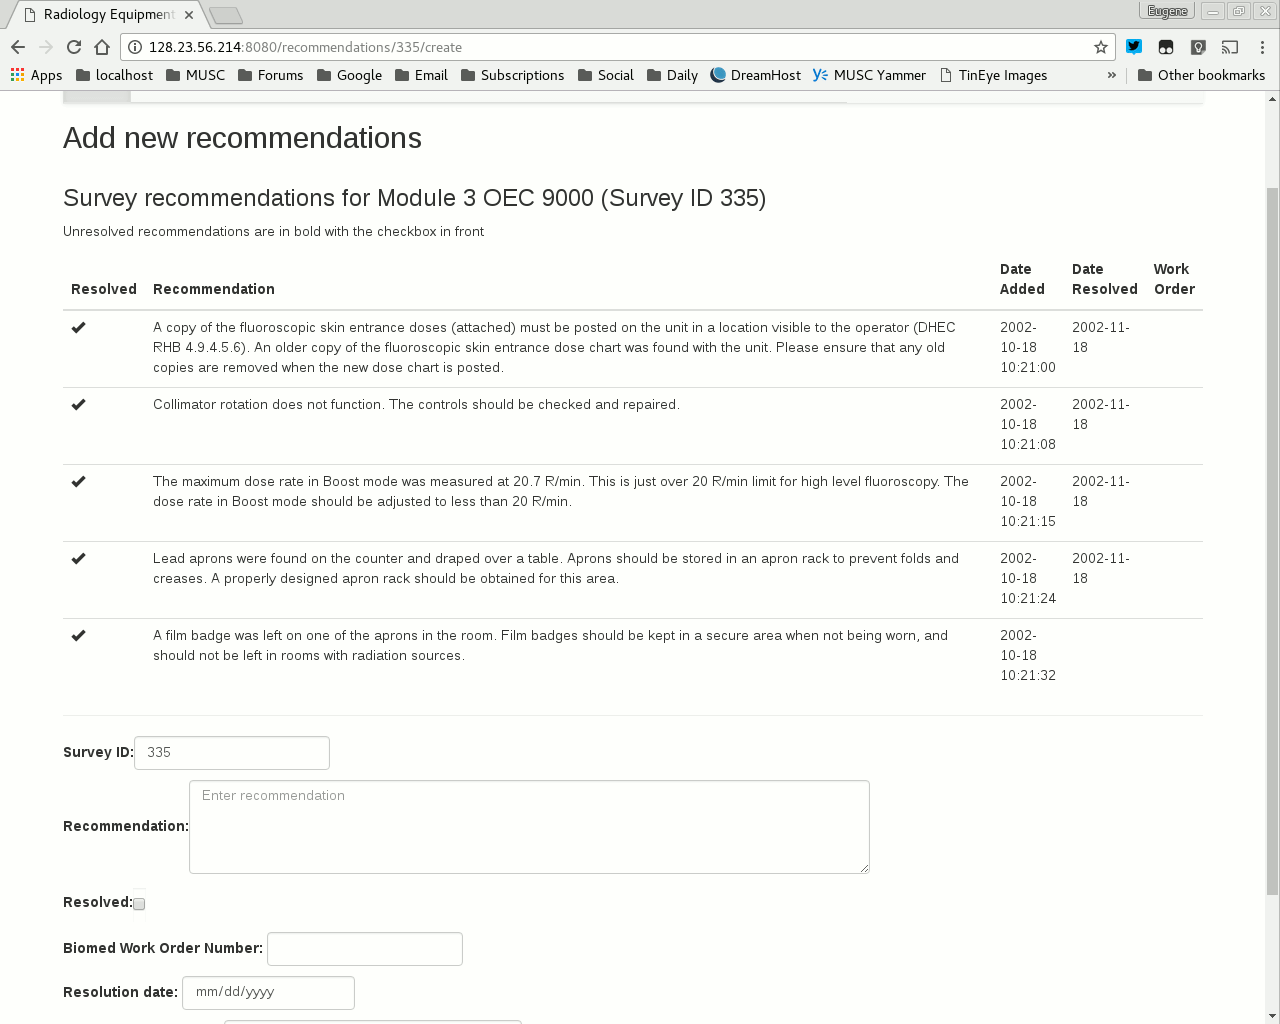 Radiology Equipment
Eugene
128.23.56.214:8080/recommendations/335/create
Apps localhost MUSC Forums Google Email Subscriptions Social Daily DreamHost MUSC Yammer TinEye Images » Other bookmarks
Add new recommendations
Survey recommendations for Module 3 OEC 9000 (Survey ID 335)
Unresolved recommendations are in bold with the checkbox in front
Resolved Recommendation Date Added Date Resolved Work Order
A copy of the fluoroscopic skin entrance doses (attached) must be posted on the unit in a location visible to the operator (DHEC
RHB 4.9.4.5.6). An older copy of the fluoroscopic skin entrance dose chart was found with the unit. Please ensure that any old
copies are removed when the new dose chart is posted.
2002-
10-18
10:21:00
2002-11-
18
Collimator rotation does not function. The controls should be checked and repaired.
2002-
10-18
10:21:08
2002-11-
18
The maximum dose rate in Boost mode was measured at 20.7 R/min. This is just over 20 R/min limit for high level fluoroscopy. The
dose rate in Boost mode should be adjusted to less than 20 R/min.
2002-
10-18
10:21:15
2002-11-
18
Lead aprons were found on the counter and draped over a table. Aprons should be stored in an apron rack to prevent folds and
creases. A properly designed apron rack should be obtained for this area.
2002-
10-18
10:21:24
2002-11-
18
A film badge was left on one of the aprons in the room. Film badges should be kept in a secure area when not being worn, and
should not be left in rooms with radiation sources.
2002-
10-18
10:21:32
Survey ID: 335
Enter recommendation
Recommendation:
Resolved:
Biomed Work Order Number:
Resolution date: mm/dd/yyyy